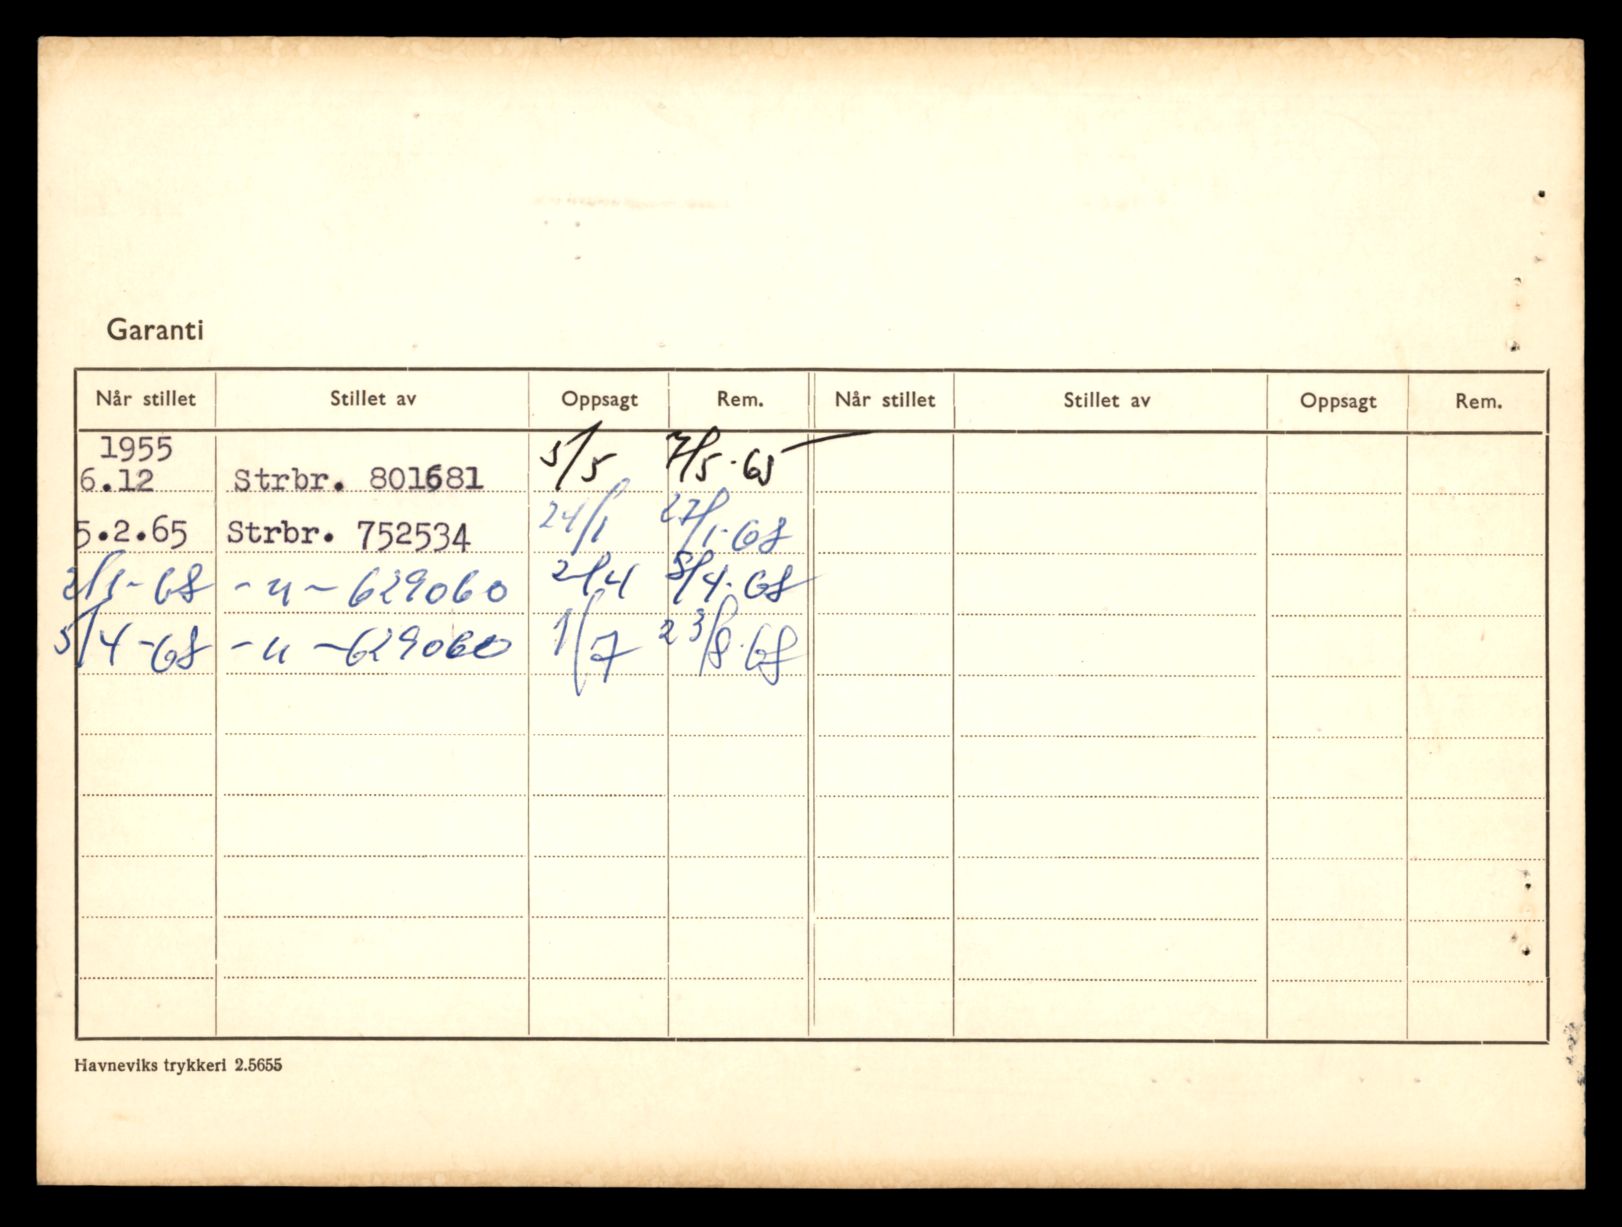 Garanti
Når stillet Stillet av Oppsagt Rem. Når stillet Stillet av Oppsagt Rem.
1955
6.12 Strbr. 801681 5/5 7/5-65
5.2.65 Strbr. 752534 24/1 27/1-68
2/1-68 -"- 629060 2/4 8/4-68
5/4-68 -"- 629060 1/7 23/8-68
Havneviks trykkeri 2.5655